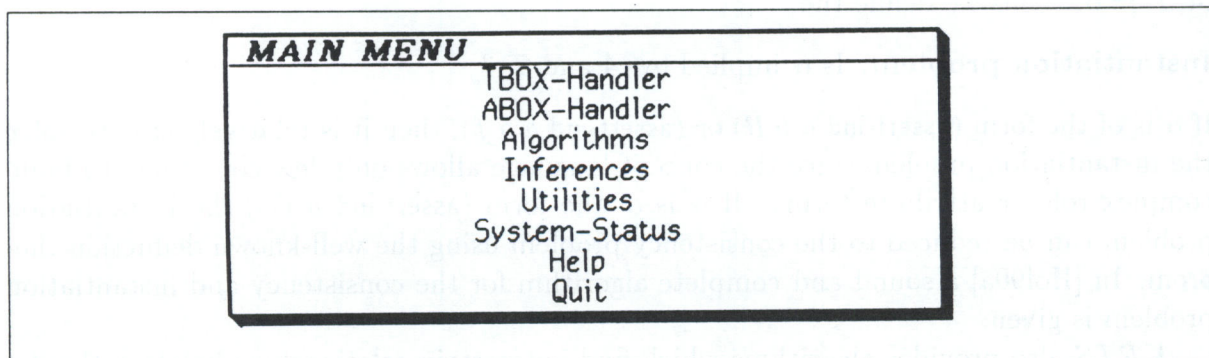 MAIN MENU
TBOX-Handler
ABOX-Handler
Algorithms
Inferences
Utilities
System-Status
Help
Quit